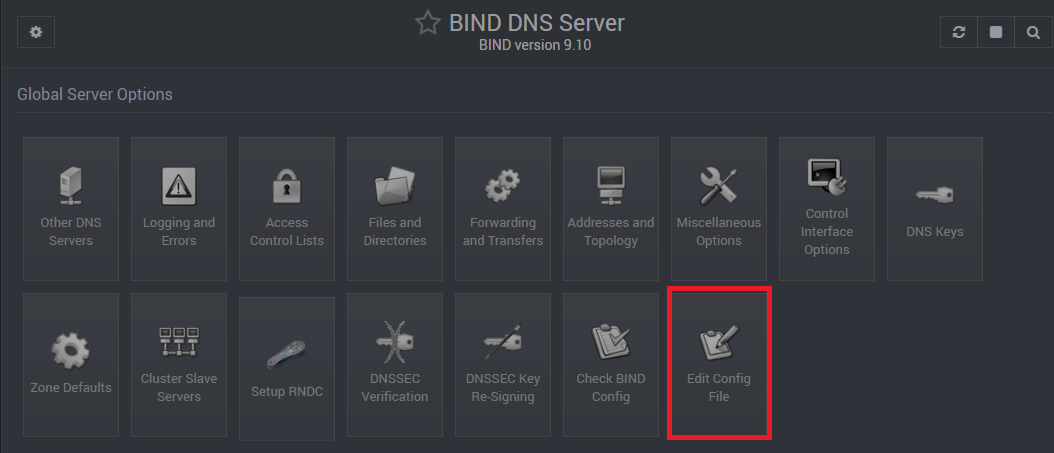 BIND DNS Server
BIND version 9.10
Global Server Options
Other DNS
Servers
Logging and
Errors
Access
Control Lists
Files and
Directories
Forwarding
and Transfers
Addresses and
Topology
Miscellaneous
Options
Control
Interface
Options
DNS Keys
Zone Defaults
Cluster Slave
Servers
Setup RNDC
DNSSEC
Verification
DNSSEC Key
Re-Signing
Check BIND
Config
Edit Config
File